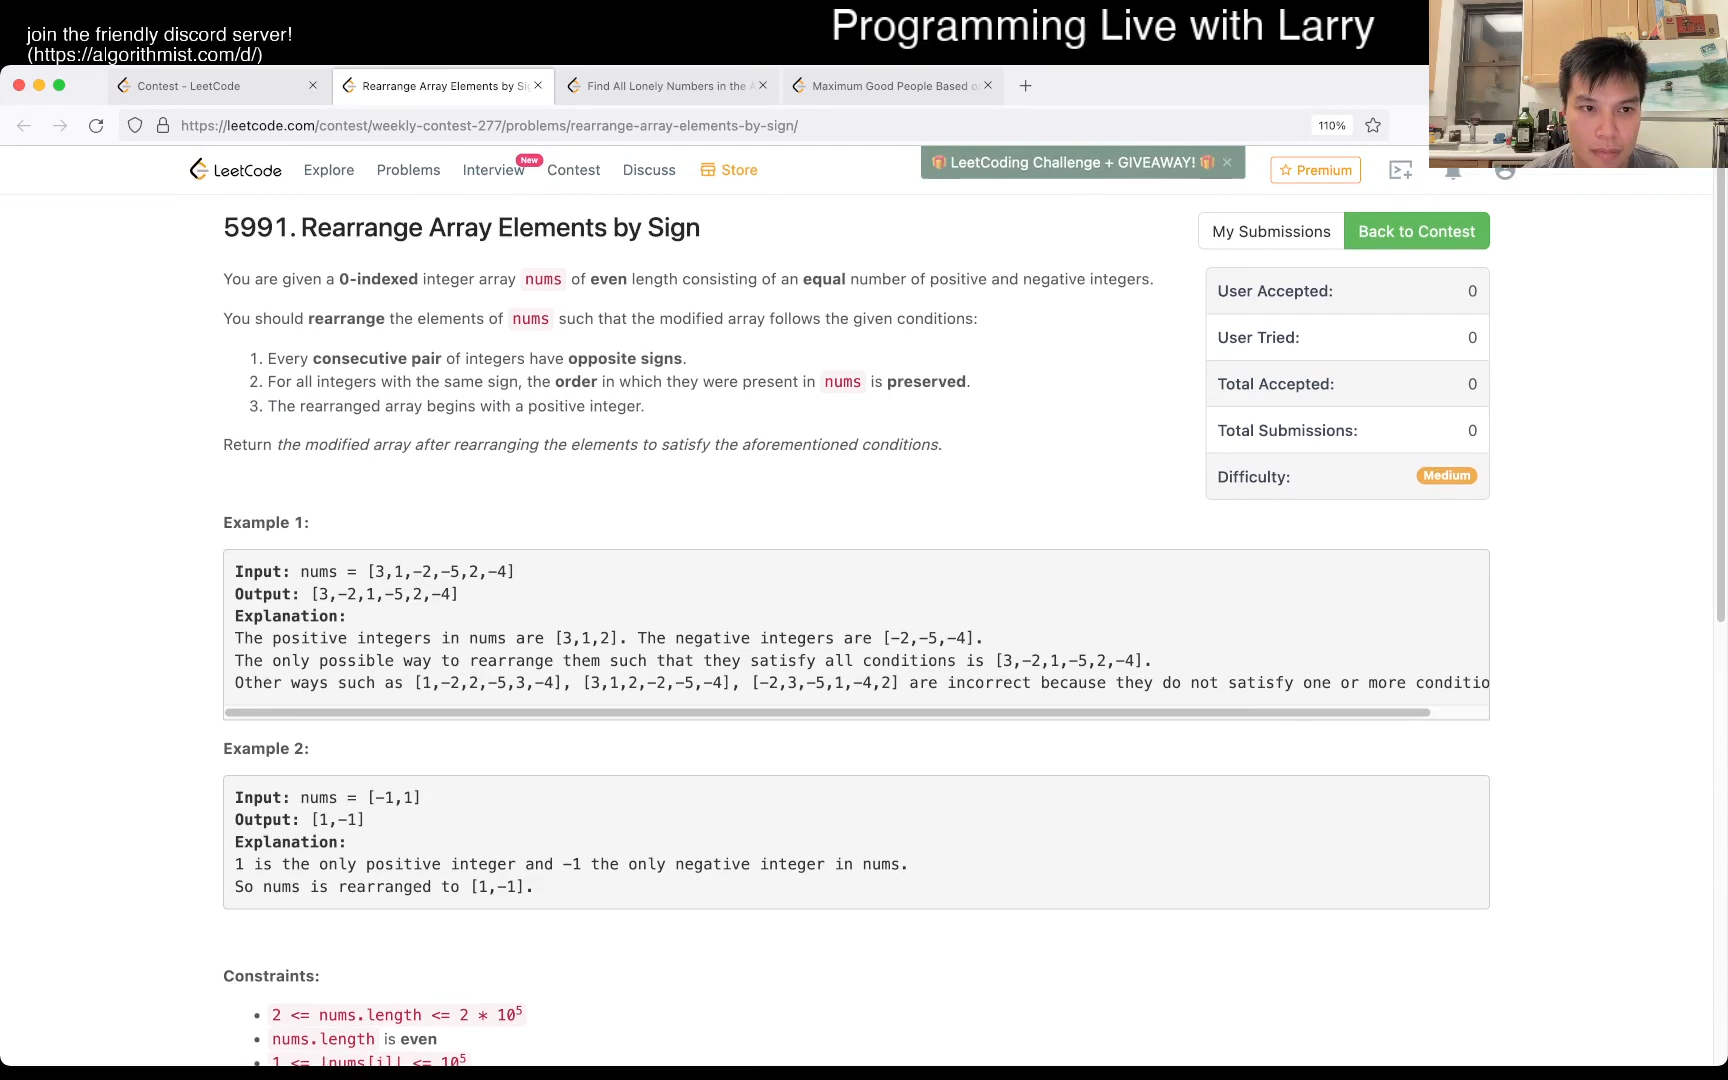 join the friendly discord server!
(https://algorithmist.com/d/)
Programming Live with Larry
Contest - LeetCode
Rearrange Array Elements by Si
Find All Lonely Numbers in the A
Maximum Good People Based o
https://leetcode.com/contest/weekly-contest-277/problems/rearrange-array-elements-by-sign/
110%
LeetCode
Explore
Problems
Interview
New
Contest
Discuss
Store
LeetCoding Challenge + GIVEAWAY!
Premium
5991. Rearrange Array Elements by Sign
My Submissions
Back to Contest
You are given a 0-indexed integer array nums of even length consisting of an equal number of positive and negative integers.
You should rearrange the elements of nums such that the modified array follows the given conditions:
1. Every consecutive pair of integers have opposite signs.
2. For all integers with the same sign, the order in which they were present in nums is preserved.
3. The rearranged array begins with a positive integer.
Return the modified array after rearranging the elements to satisfy the aforementioned conditions.
User Accepted: 0
User Tried: 0
Total Accepted: 0
Total Submissions: 0
Difficulty: Medium
Example 1:
Input: nums = [3,1,-2,-5,2,-4]
Output: [3,-2,1,-5,2,-4]
Explanation:
The positive integers in nums are [3,1,2]. The negative integers are [-2,-5,-4].
The only possible way to rearrange them such that they satisfy all conditions is [3,-2,1,-5,2,-4].
Other ways such as [1,-2,2,-5,3,-4], [3,1,2,-2,-5,-4], [-2,3,-5,1,-4,2] are incorrect because they do not satisfy one or more conditio
Example 2:
Input: nums = [-1,1]
Output: [1,-1]
Explanation:
1 is the only positive integer and -1 the only negative integer in nums.
So nums is rearranged to [1,-1].
Constraints:
2 <= nums.length <= 2 * 10⁵
nums.length is even
1 <= |nums[i]| <= 10⁵